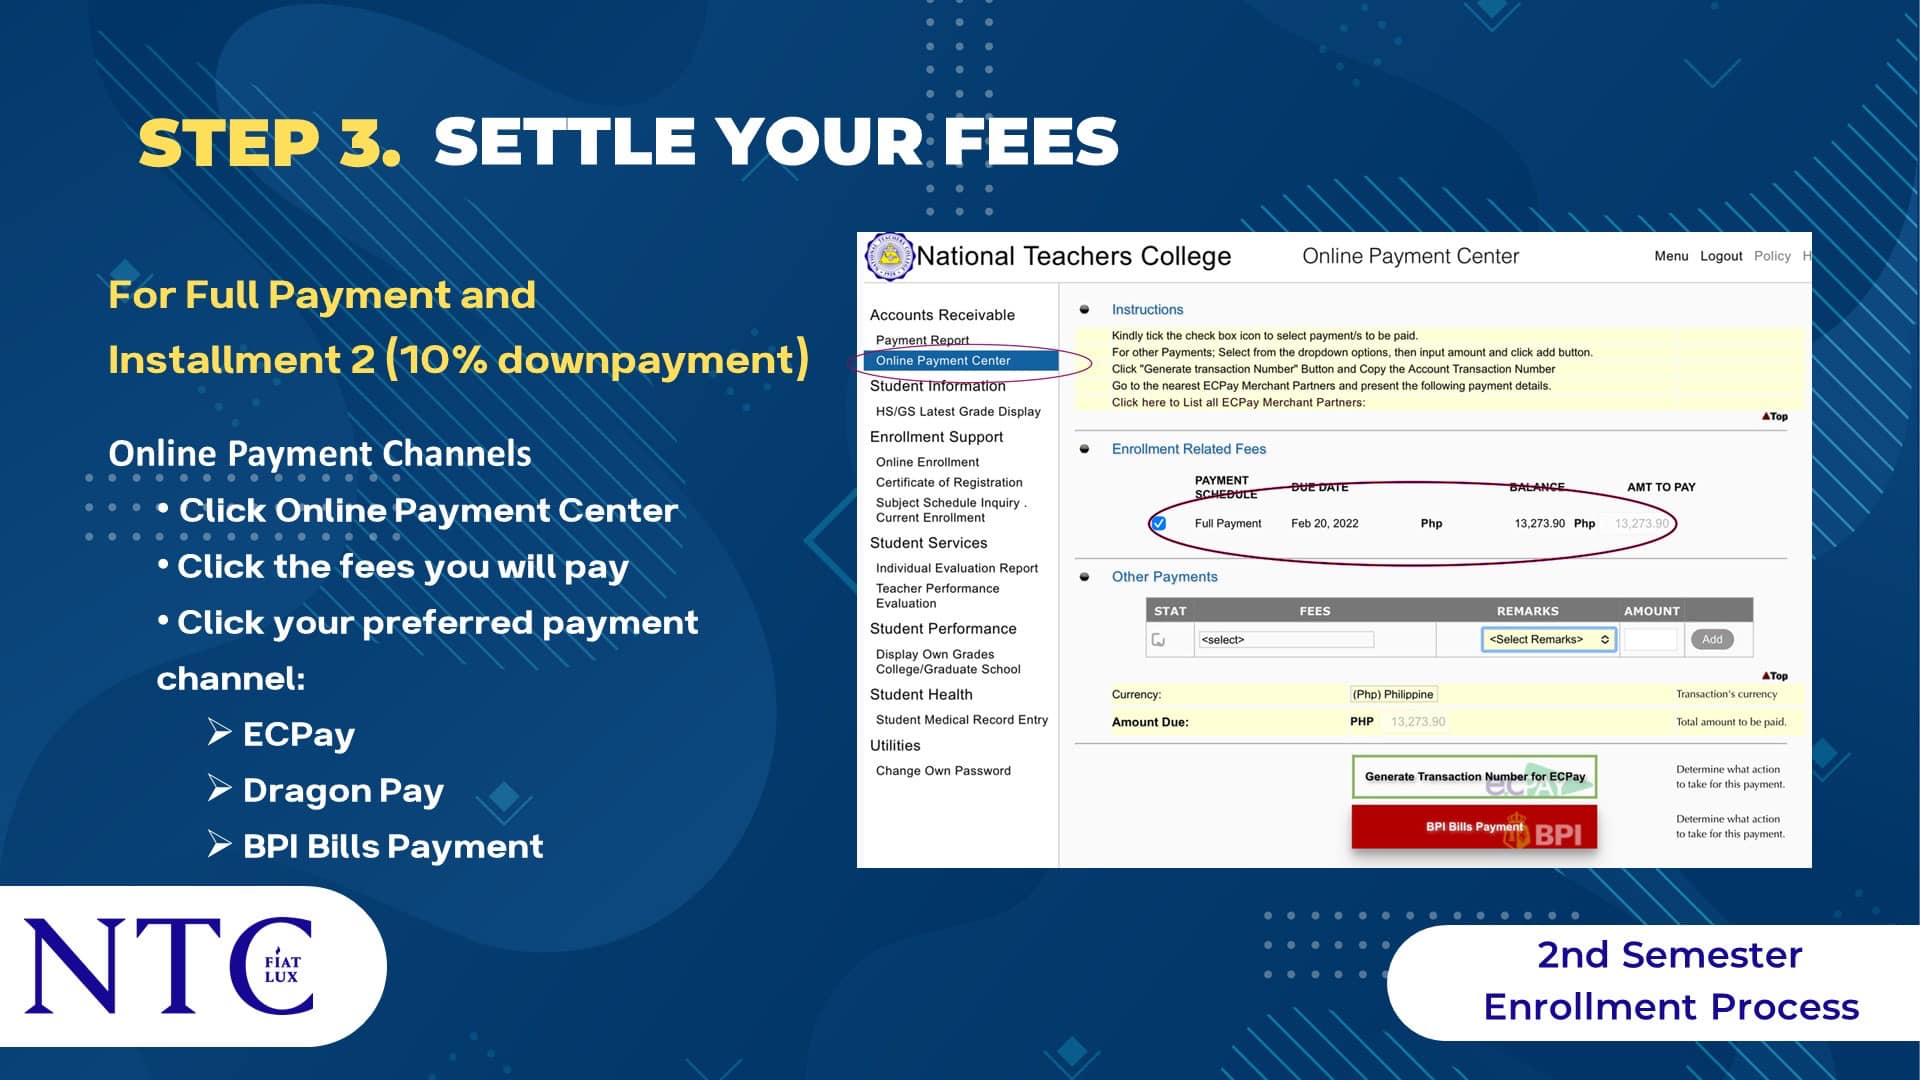 STEP 3. SETTLE YOUR FEES
For Full Payment and
Installment 2 (10% downpayment)
Online Payment Channels
• Click Online Payment Center
• Click the fees you will pay
• Click your preferred payment
channel:
➢ ECPay
➢ Dragon Pay
➢ BPI Bills Payment
National Teachers College
Online Payment Center
Menu Logout Policy H
Accounts Receivable
Payment Report
Online Payment Center
Student Information
HS/GS Latest Grade Display
Enrollment Support
Online Enrollment
Certificate of Registration
Subject Schedule Inquiry .
Current Enrollment
Student Services
Individual Evaluation Report
Teacher Performance
Evaluation
Student Performance
Display Own Grades
College/Graduate School
Student Health
Student Medical Record Entry
Utilities
Change Own Password
Instructions
Kindly tick the check box icon to select payment/s to be paid.
For other Payments; Select from the dropdown options, then input amount and click add button.
Click "Generate transaction Number" Button and Copy the Account Transaction Number
Go to the nearest ECPay Merchant Partners and present the following payment details.
Click here to List all ECPay Merchant Partners:
▲Top
Enrollment Related Fees
PAYMENT
SCHEDULE DUE DATE BALANCE AMT TO PAY
Full Payment Feb 20, 2022 Php 13,273.90 Php 13,273.90
Other Payments
STAT FEES REMARKS AMOUNT
<select> <Select Remarks> Add
▲Top
Currency: (Php) Philippine Transaction's currency
Amount Due: PHP 13,273.90 Total amount to be paid.
Generate Transaction Number for ECPay
ECPAY
Determine what action
to take for this payment.
BPI Bills Payment
BPI
Determine what action
to take for this payment.
NTC
FIAT
LUX
2nd Semester
Enrollment Process